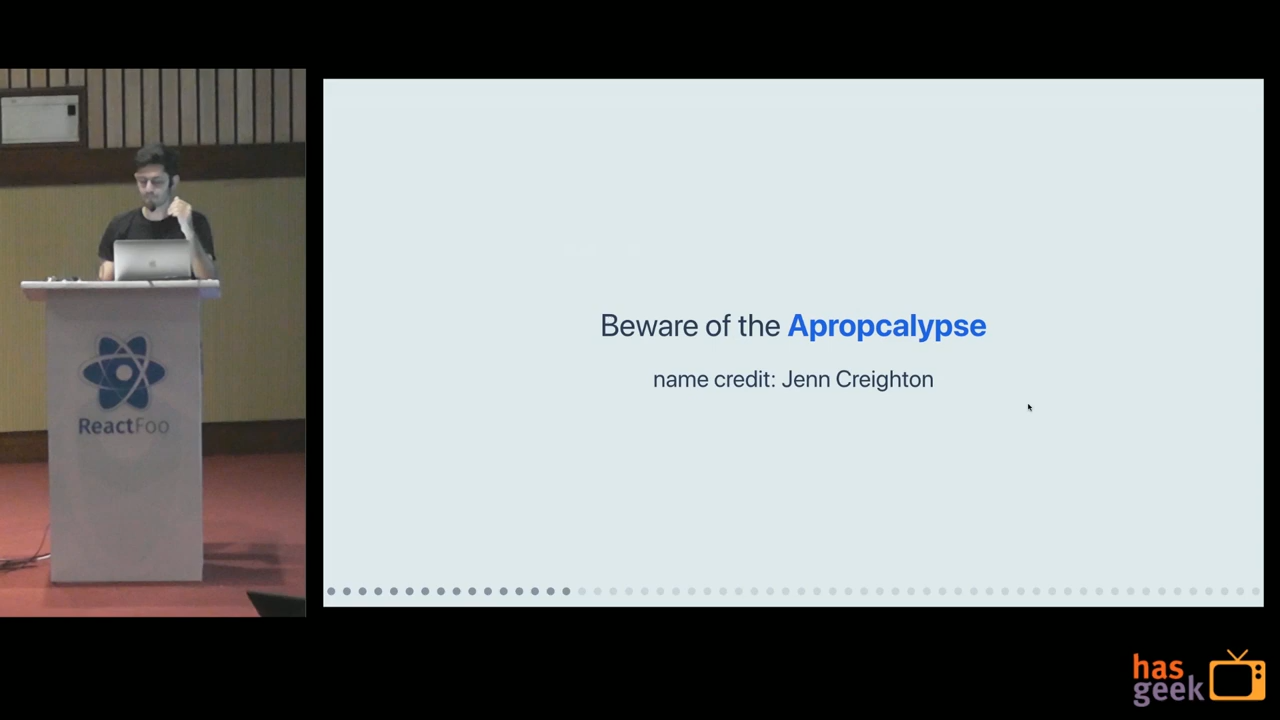 Beware of the Apropcalypse
name credit: Jenn Creighton
ReactFoo
has
geek